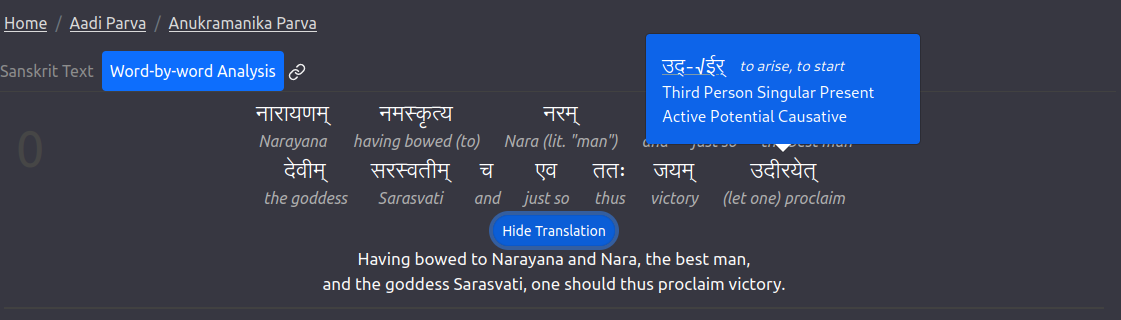 Home / Aadi Parva / Anukramanika Parva
Sanskrit Text Word-by-word Analysis
उद्-√ईर् to arise, to start
Third Person Singular Present
Active Potential Causative
0
नारायणम् नमस्कृत्य नरम्
Narayana having bowed (to) Nara (lit. "man") and just so the best man
देवीम् सरस्वतीम् च एव ततः जयम् उदीरयेत्
the goddess Sarasvati and just so thus victory (let one) proclaim
Hide Translation
Having bowed to Narayana and Nara, the best man,
and the goddess Sarasvati, one should thus proclaim victory.